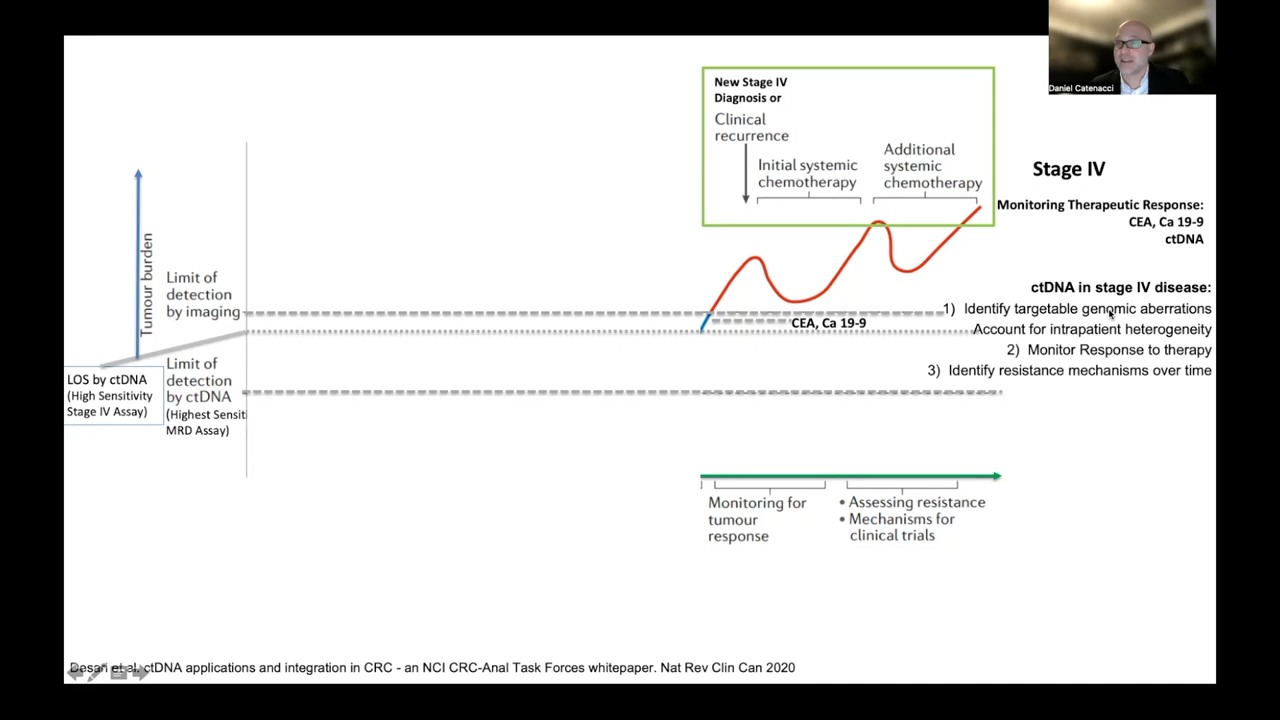 Daniel Catenacci
New Stage IV
Diagnosis or
Clinical
recurrence
Initial systemic
chemotherapy
Additional
systemic
chemotherapy
Stage IV
Monitoring Therapeutic Response:
CEA, Ca 19-9
ctDNA
Tumour burden
Limit of
detection
by imaging
CEA, Ca 19-9
ctDNA in stage IV disease:
1) Identify targetable genomic aberrations
Account for intrapatient heterogeneity
2) Monitor Response to therapy
3) Identify resistance mechanisms over time
LOS by ctDNA
(High Sensitivity
Stage IV Assay)
Limit of
detection
by ctDNA
(Highest Sensiti
MRD Assay)
Monitoring for
tumour
response
• Assessing resistance
• Mechanisms for
clinical trials
et al. ctDNA applications and integration in CRC - an NCI CRC-Anal Task Forces whitepaper. Nat Rev Clin Can 2020